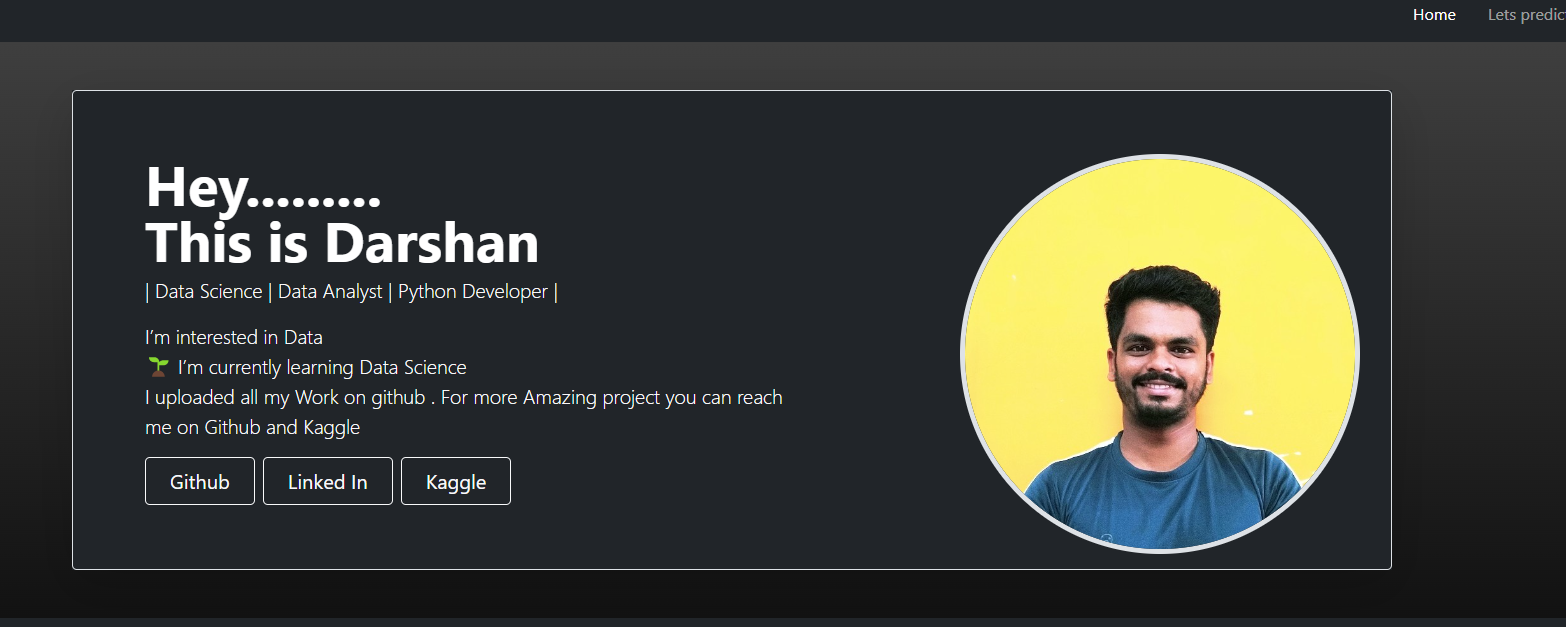 Home Lets predic
Hey.........
This is Darshan
| Data Science | Data Analyst | Python Developer |
I’m interested in Data
🌱 I’m currently learning Data Science
I uploaded all my Work on github . For more Amazing project you can reach
me on Github and Kaggle
Github Linked In Kaggle